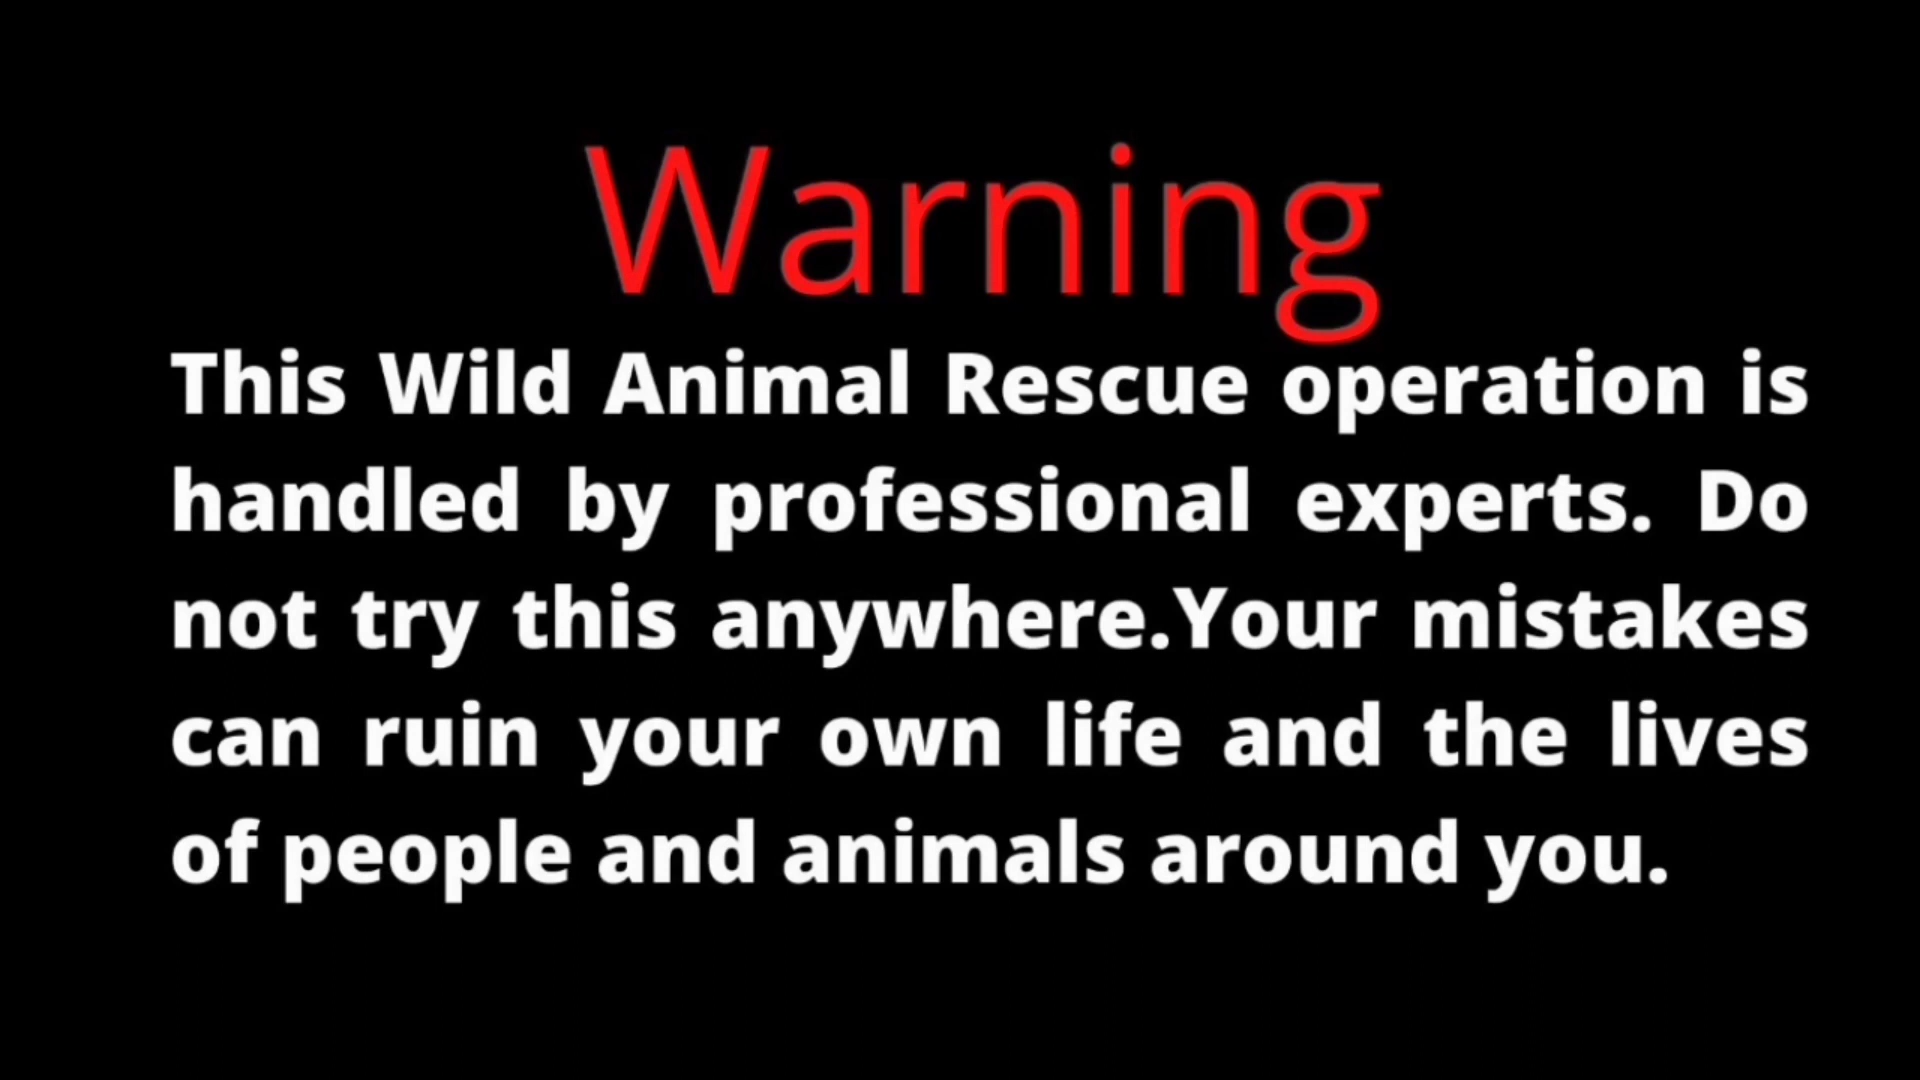 Warning
This Wild Animal Rescue operation is
handled by professional experts. Do
not try this anywhere.Your mistakes
can ruin your own life and the lives
of people and animals around you.